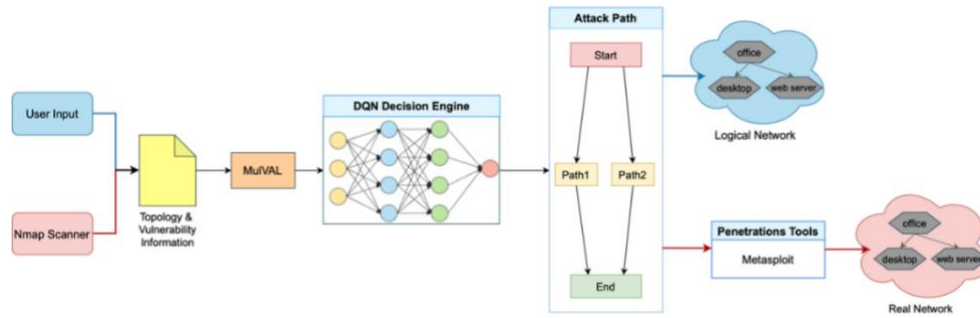 User Input
Nmap Scanner
Topology &
Vulnerability
Information
MulVAL
DQN Decision Engine
Attack Path
Start
Path1
Path2
End
office
desktop
web server
Logical Network
Penetrations Tools
Metasploit
office
desktop
web server
Real Network